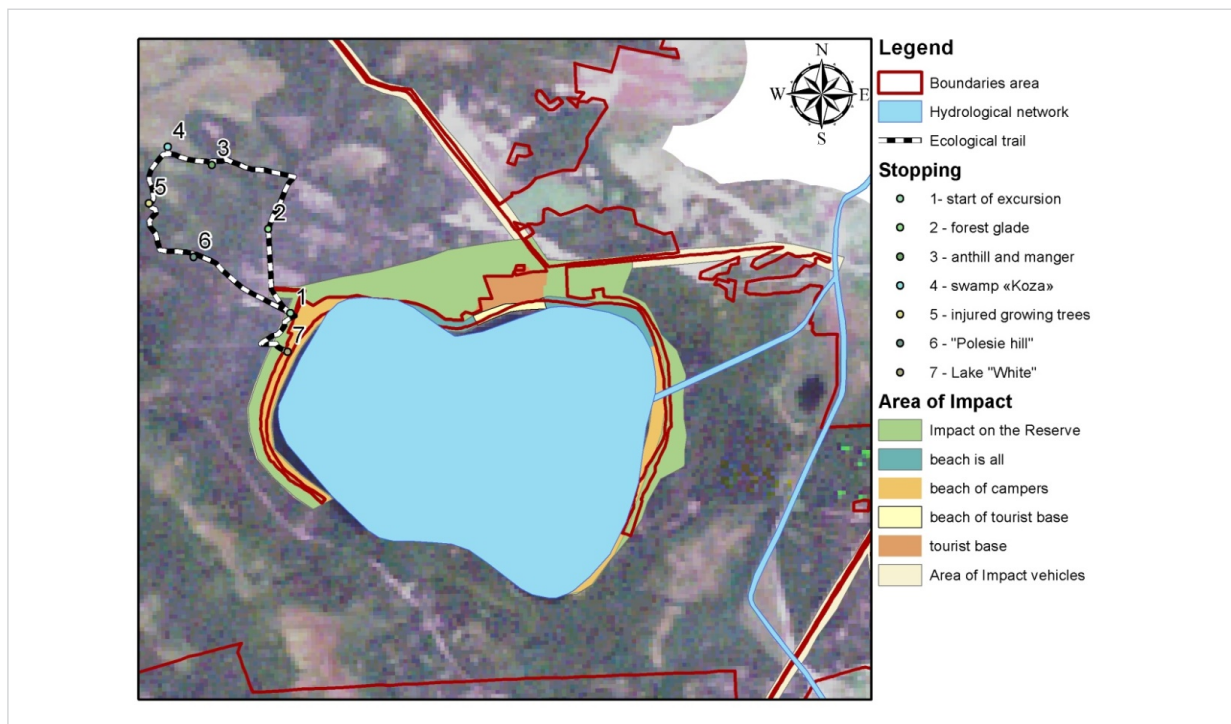 N
W E
S
4
3
5
2
6
1
7
Legend
Boundaries area
Hydrological network
Ecological trail
Stopping
1- start of excursion
2 - forest glade
3 - anthill and manger
4 - swamp «Koza»
5 - injured growing trees
6 - "Polesie hill"
7 - Lake "White"
Area of Impact
Impact on the Reserve
beach is all
beach of campers
beach of tourist base
tourist base
Area of Impact vehicles